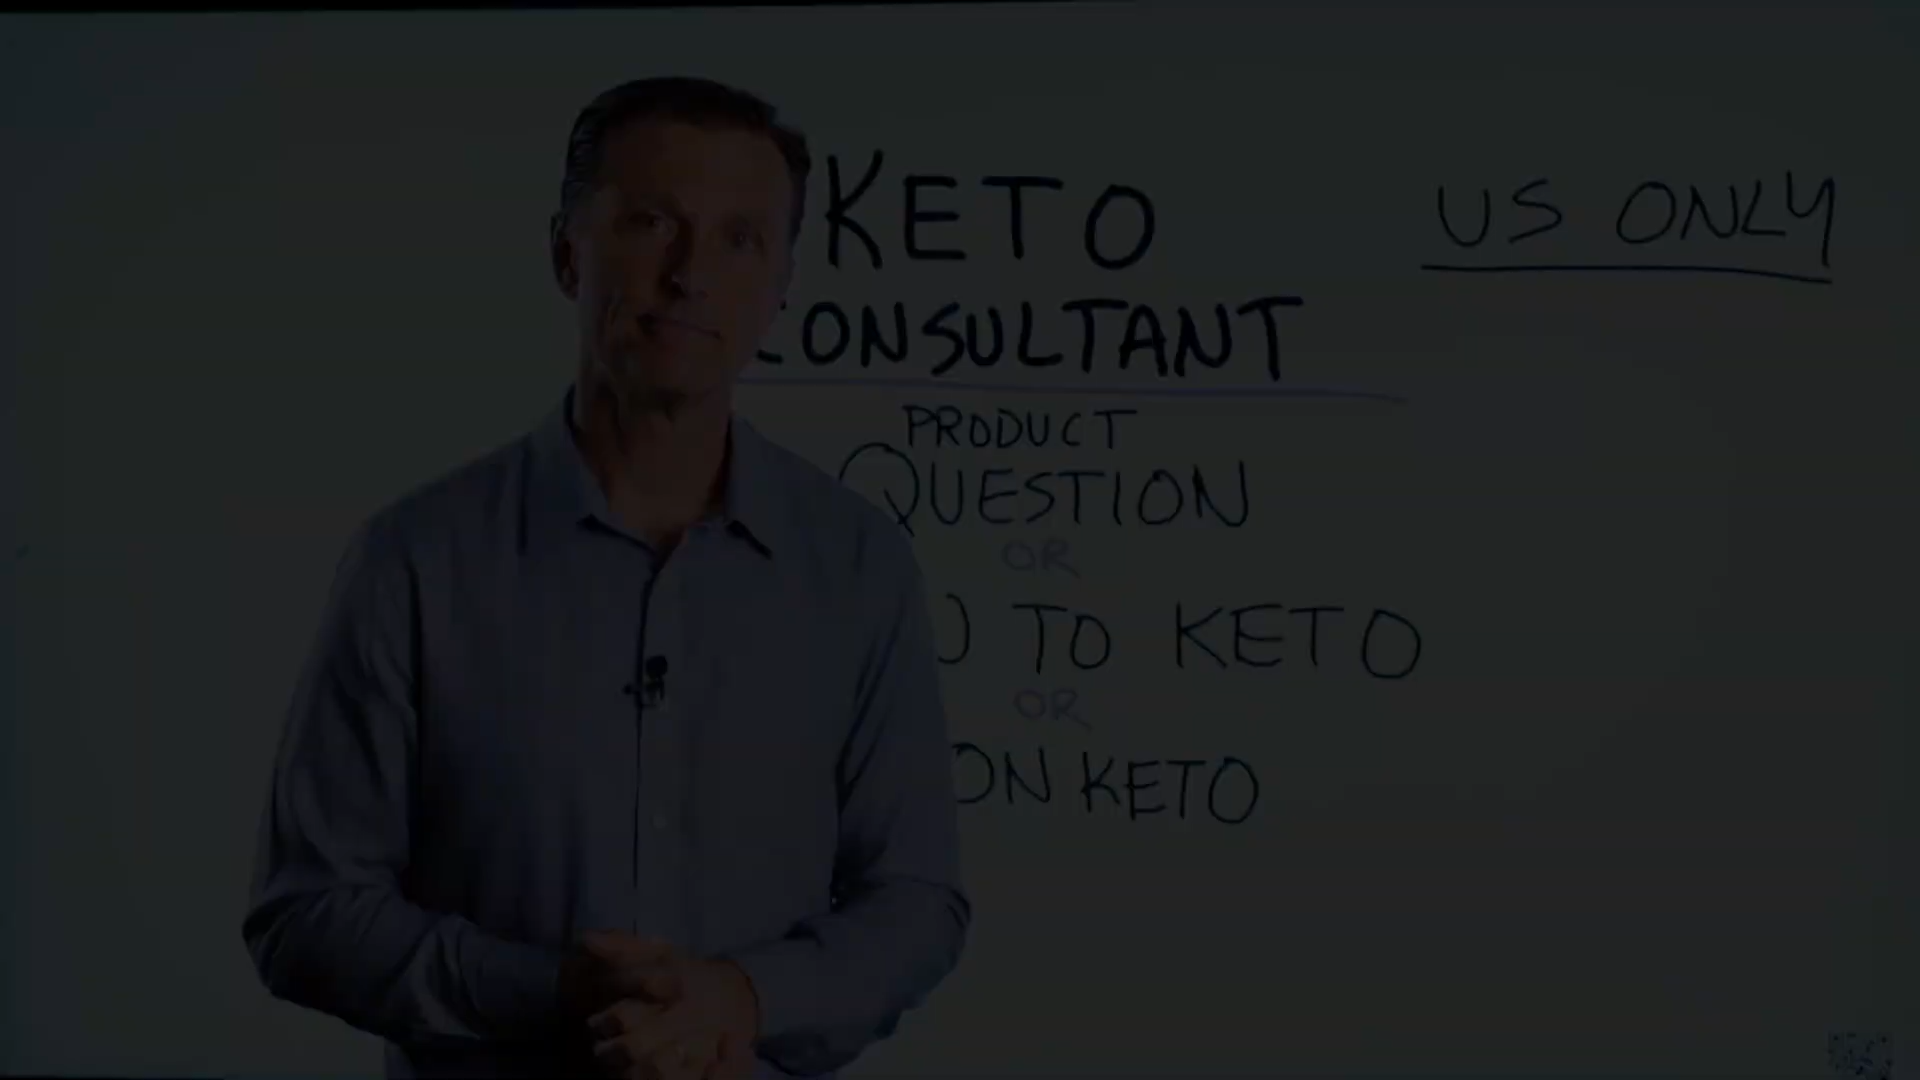 KETO
US ONLY
CONSULTANT
PRODUCT
QUESTION
OR
TO KETO
OR
ON KETO